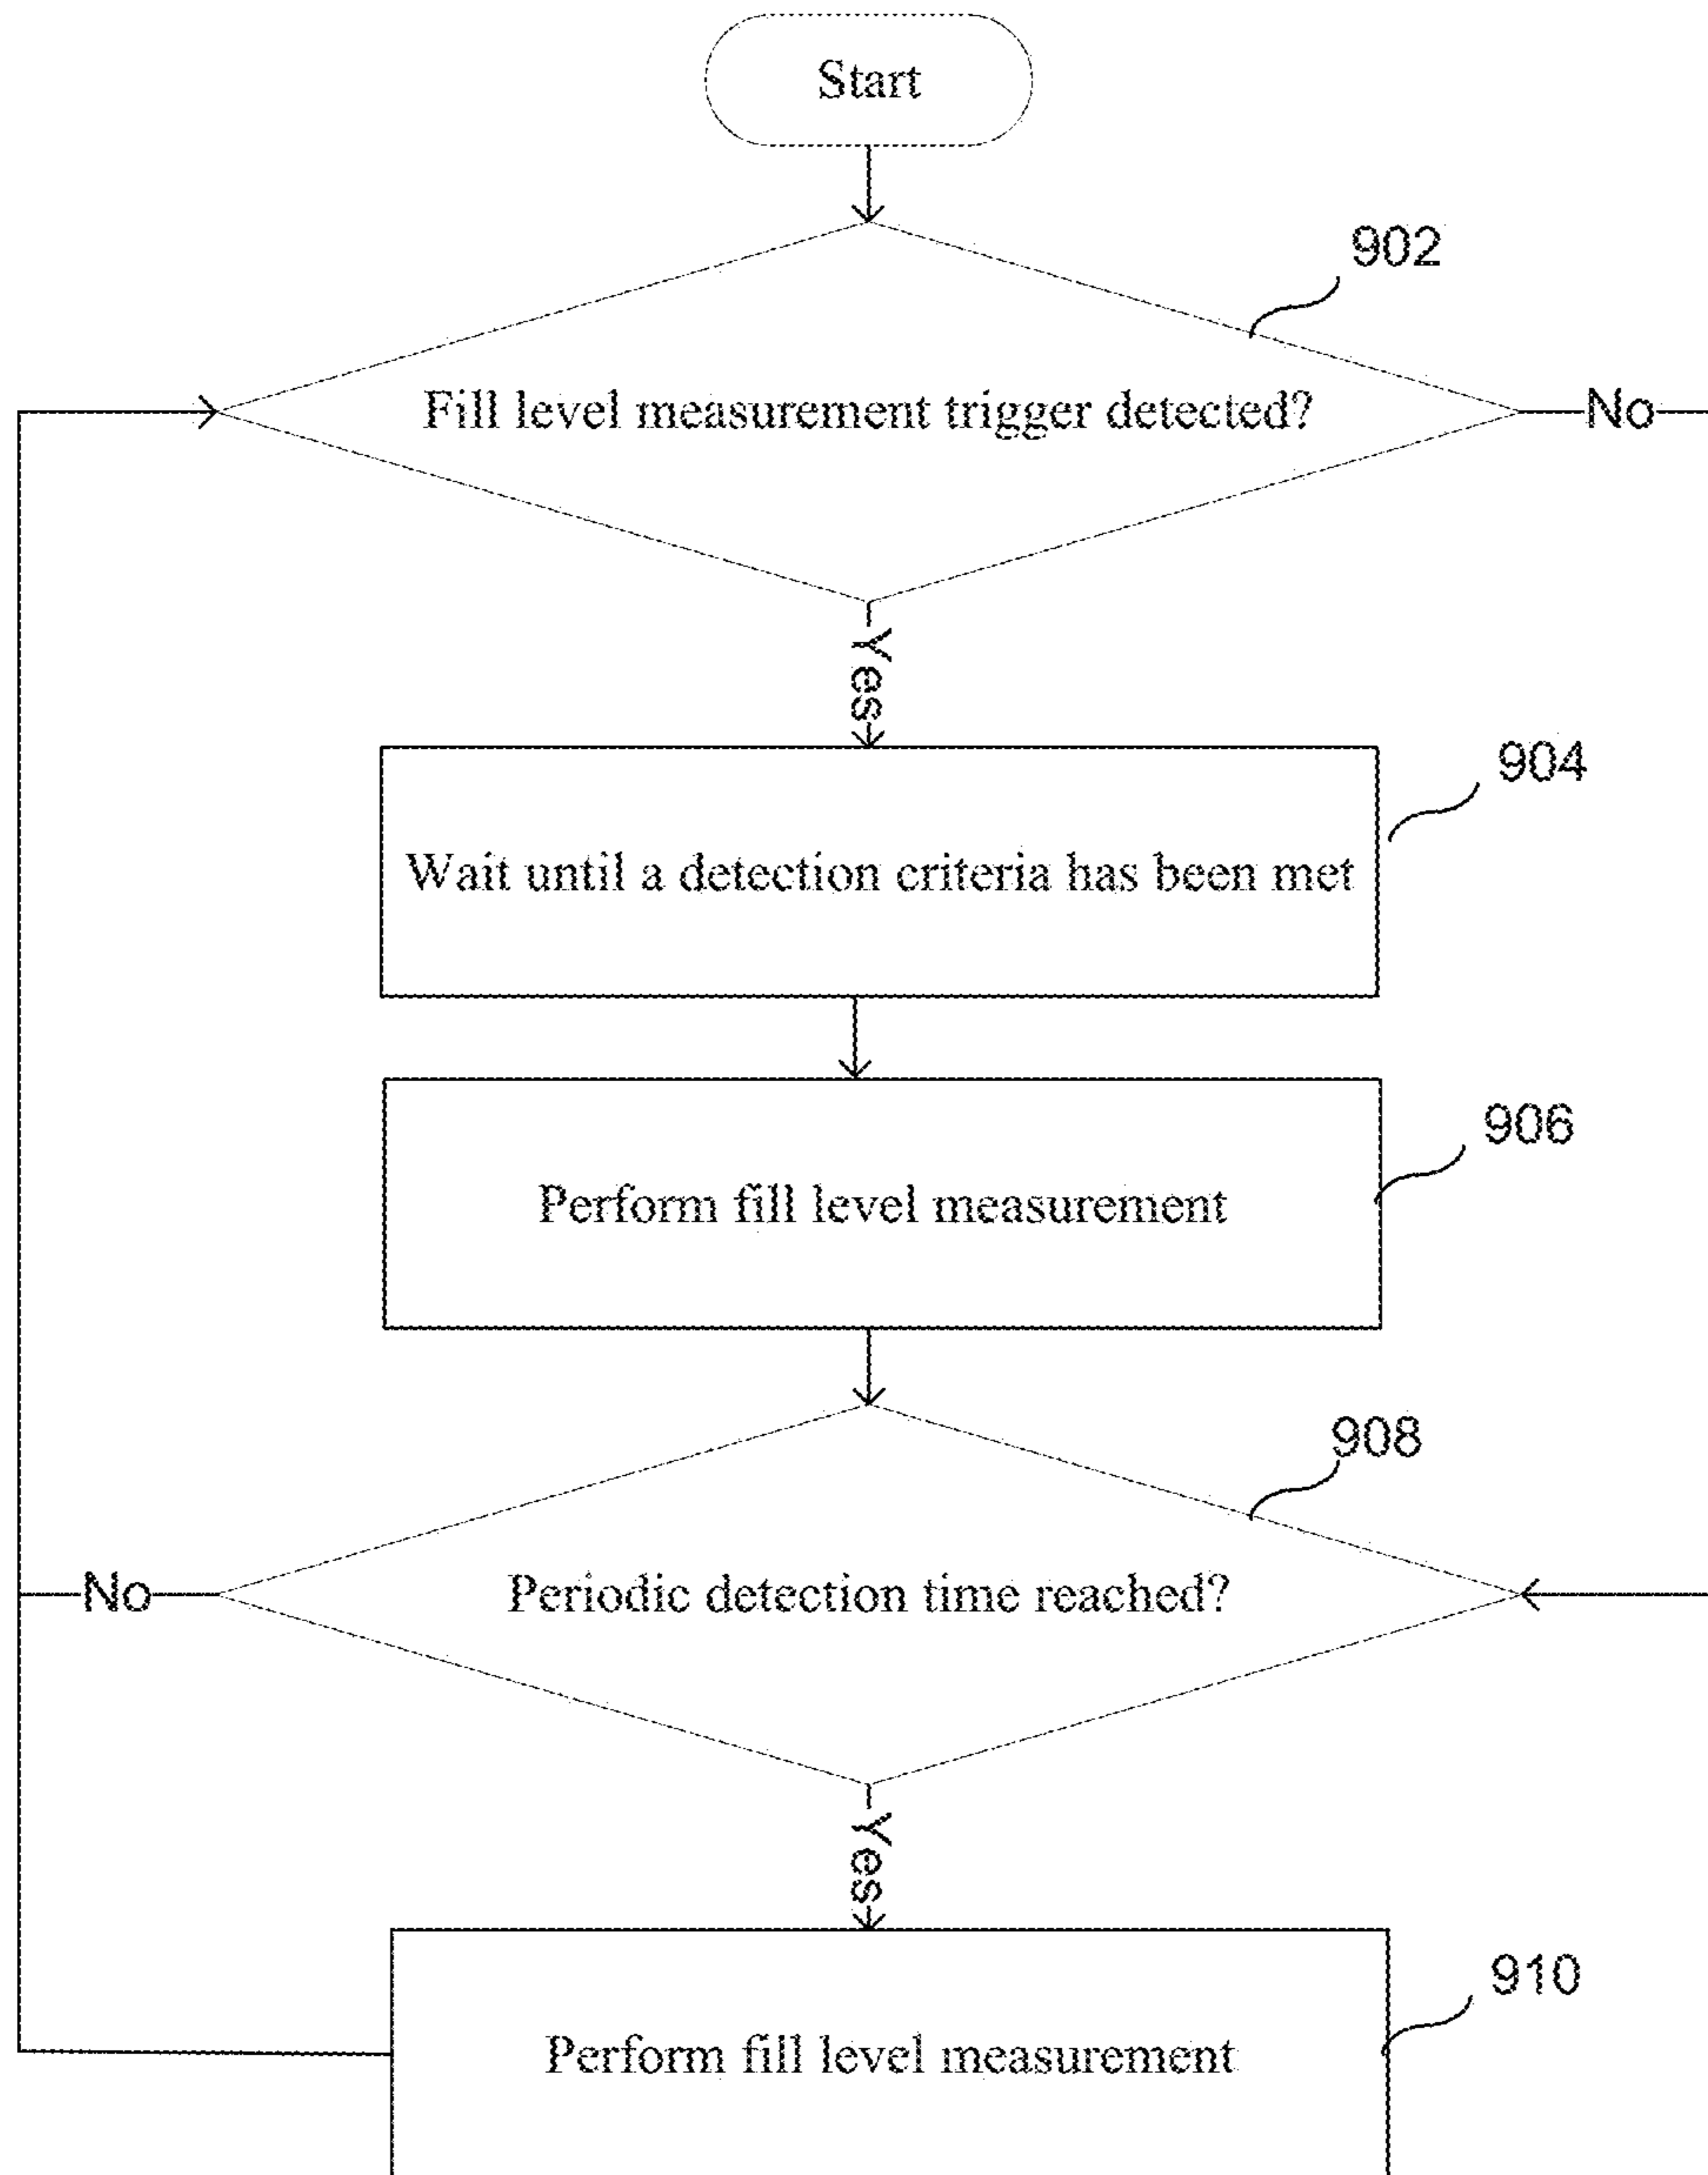 Start
902
Fill level measurement trigger detected?
No
Yes
904
Wait until a detection criteria has been met
906
Perform fill level measurement
908
Periodic detection time reached?
No
Yes
910
Perform fill level measurement